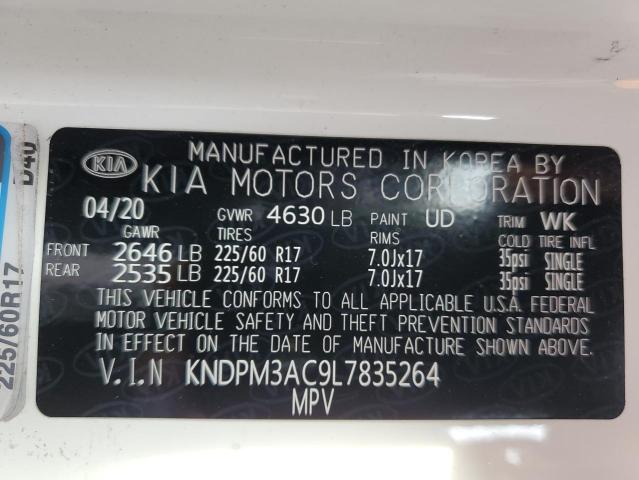 D40
225/60R17
KIA
MANUFACTURED IN KOREA BY
KIA MOTORS CORPORATION
04/20 GVWR 4630 LB PAINT UD TRIM WK
GAWR TIRES RIMS COLD TIRE INFL
FRONT 2646 LB 225/60 R17 7.0Jx17 35psi SINGLE
REAR 2535 LB 225/60 R17 7.0Jx17 35psi SINGLE
THIS VEHICLE CONFORMS TO ALL APPLICABLE U.S.A. FEDERAL
MOTOR VEHICLE SAFETY AND THEFT PREVENTION STANDARDS
IN EFFECT ON THE DATE OF MANUFACTURE SHOWN ABOVE.
V.I.N KNDPM3AC9L7835264
MPV